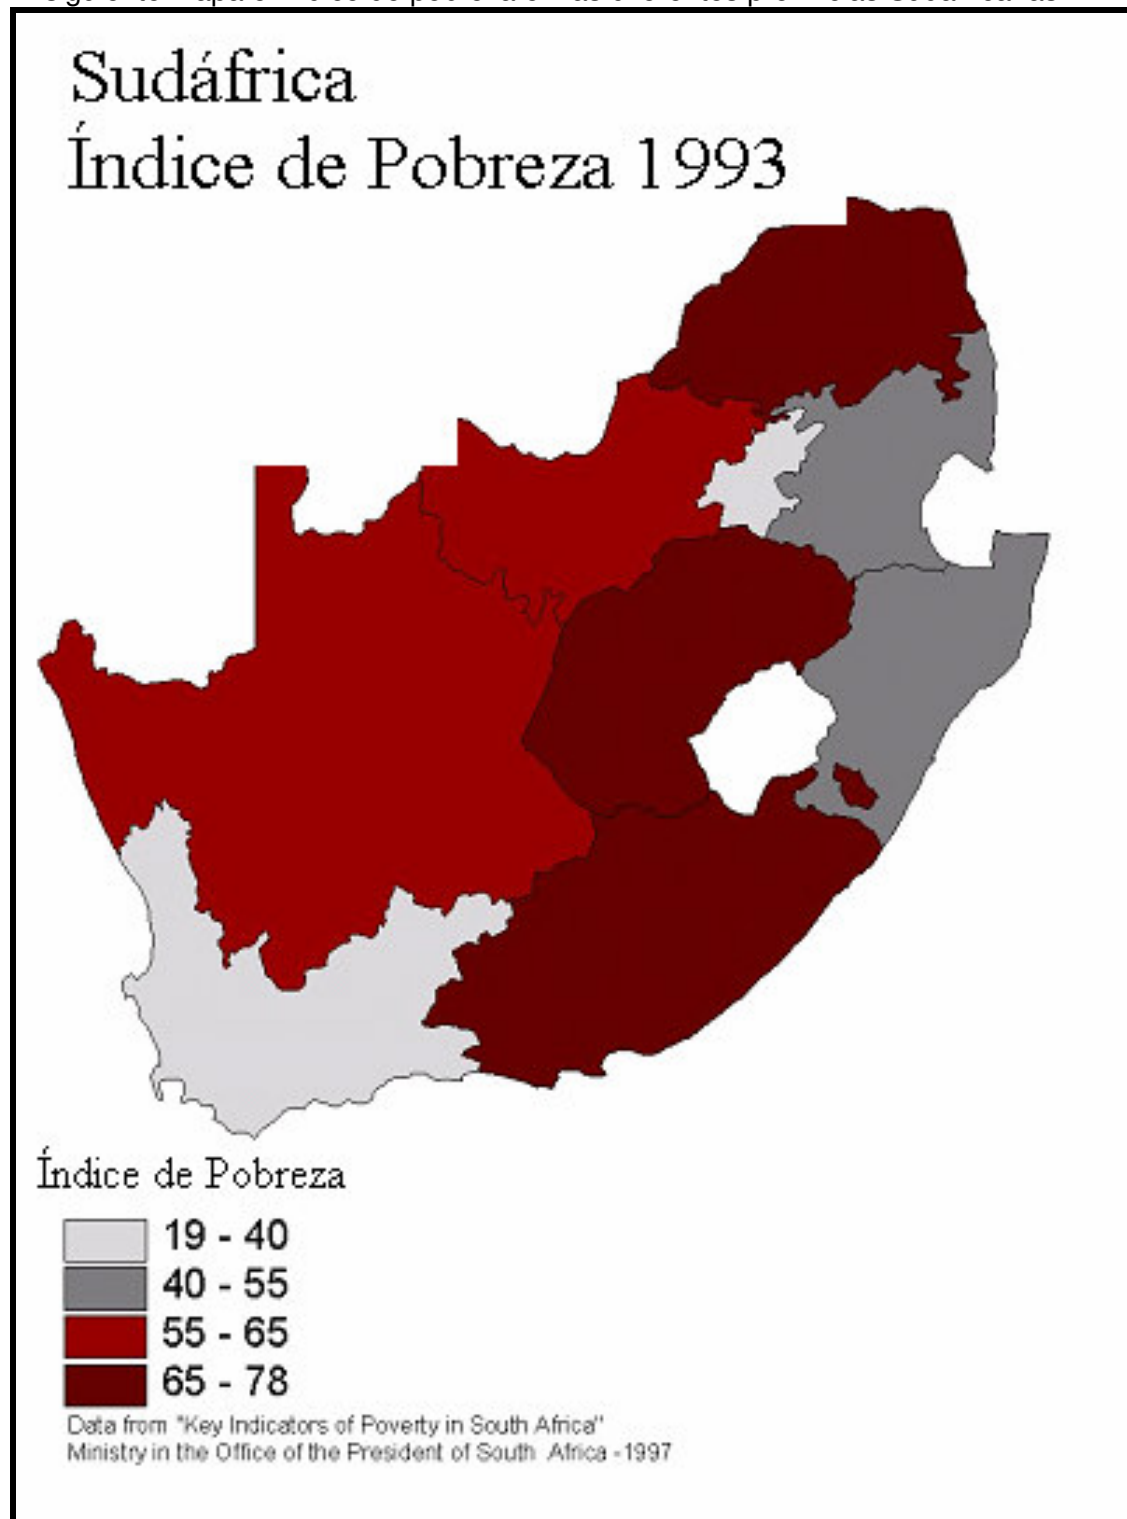 Sudáfrica
Índice de Pobreza 1993
Índice de Pobreza
19 - 40
40 - 55
55 - 65
65 - 78
Data from "Key Indicators of Poverty in South Africa"
Ministry in the Office of the President of South Africa - 1997